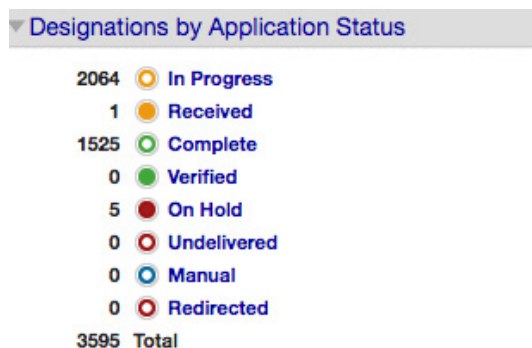 Designations by Application Status
2064 In Progress
1 Received
1525 Complete
0 Verified
5 On Hold
0 Undelivered
0 Manual
0 Redirected
3595 Total